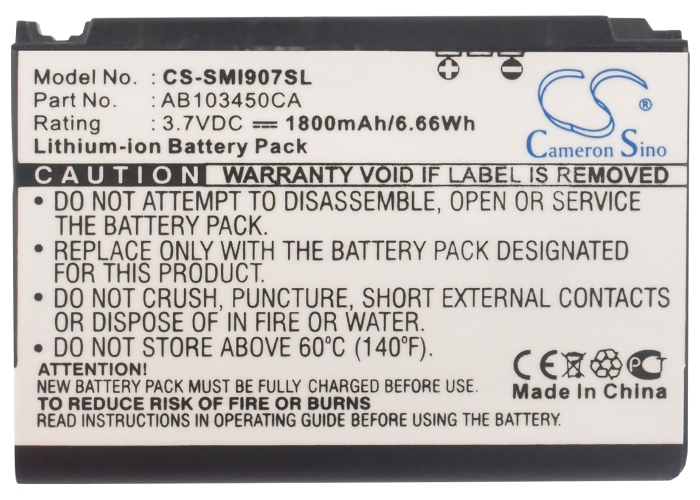 Model No. : CS-SMI907SL
Part No. : AB103450CA
Rating : 3.7VDC 1800mAh/6.66Wh
Lithium-ion Battery Pack
CS ®
Cameron Sino
CAUTION WARRANTY VOID IF LABEL IS REMOVED
• DO NOT ATTEMPT TO DISASSEMBLE, OPEN OR SERVICE
THE BATTERY PACK.
• REPLACE ONLY WITH THE BATTERY PACK DESIGNATED
FOR THIS PRODUCT.
• DO NOT CRUSH, PUNCTURE, SHORT EXTERNAL CONTACTS
OR DISPOSE OF IN FIRE OR WATER.
• DO NOT STORE ABOVE 60°C (140°F).
ATTENTION!
NEW BATTERY PACK MUST BE FULLY CHARGED BEFORE INITIAL USE.
TO REDUCE RISK OF FIRE OR BURNS
READ INSTRUCTIONS IN OPERATING GUIDE BEFORE USING THE BATTERY.
CE
Made In China